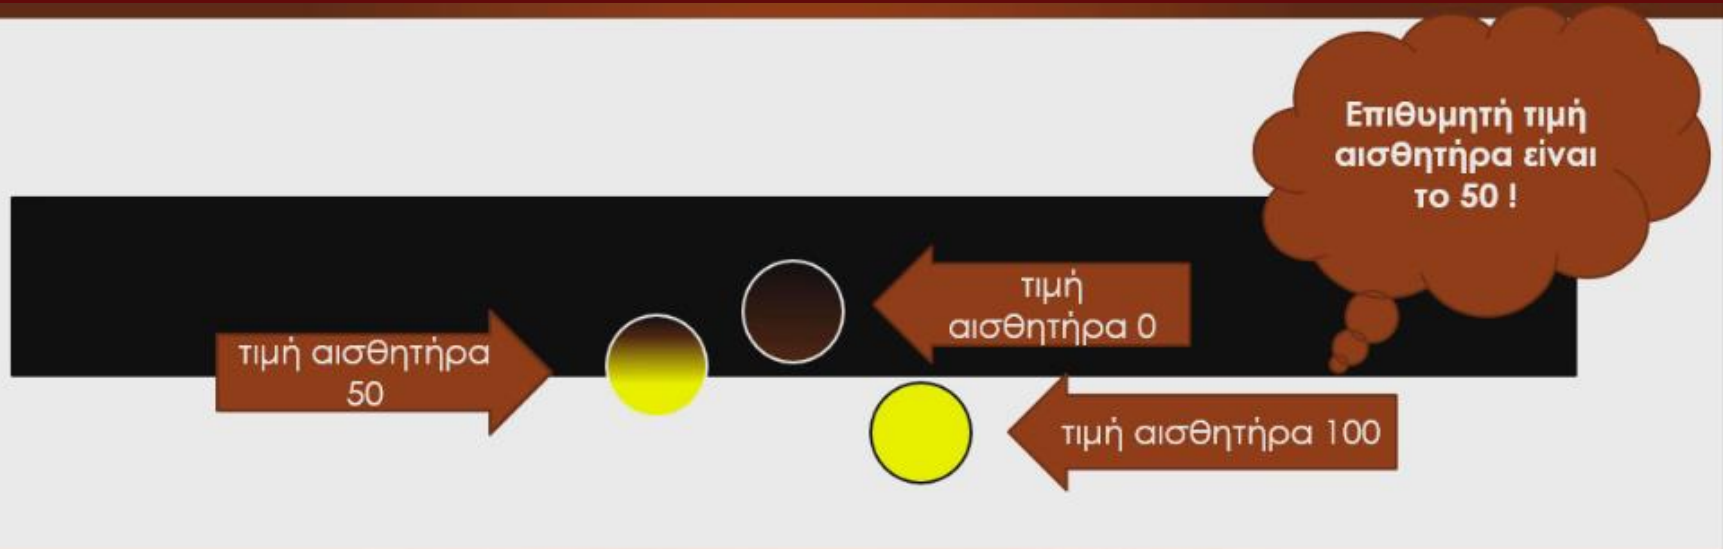 Επιθυμητή τιμή
αισθητήρα είναι
το 50 !
τιμή
αισθητήρα 0
τιμή αισθητήρα
50
τιμή αισθητήρα 100